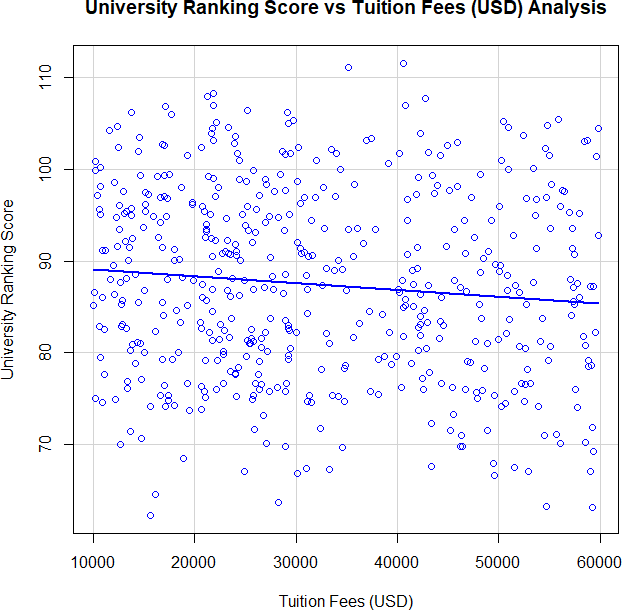 University Ranking Score vs Tuition Fees (USD) Analysis
University Ranking Score
110
100
90
80
70
10000 20000 30000 40000 50000 60000
Tuition Fees (USD)